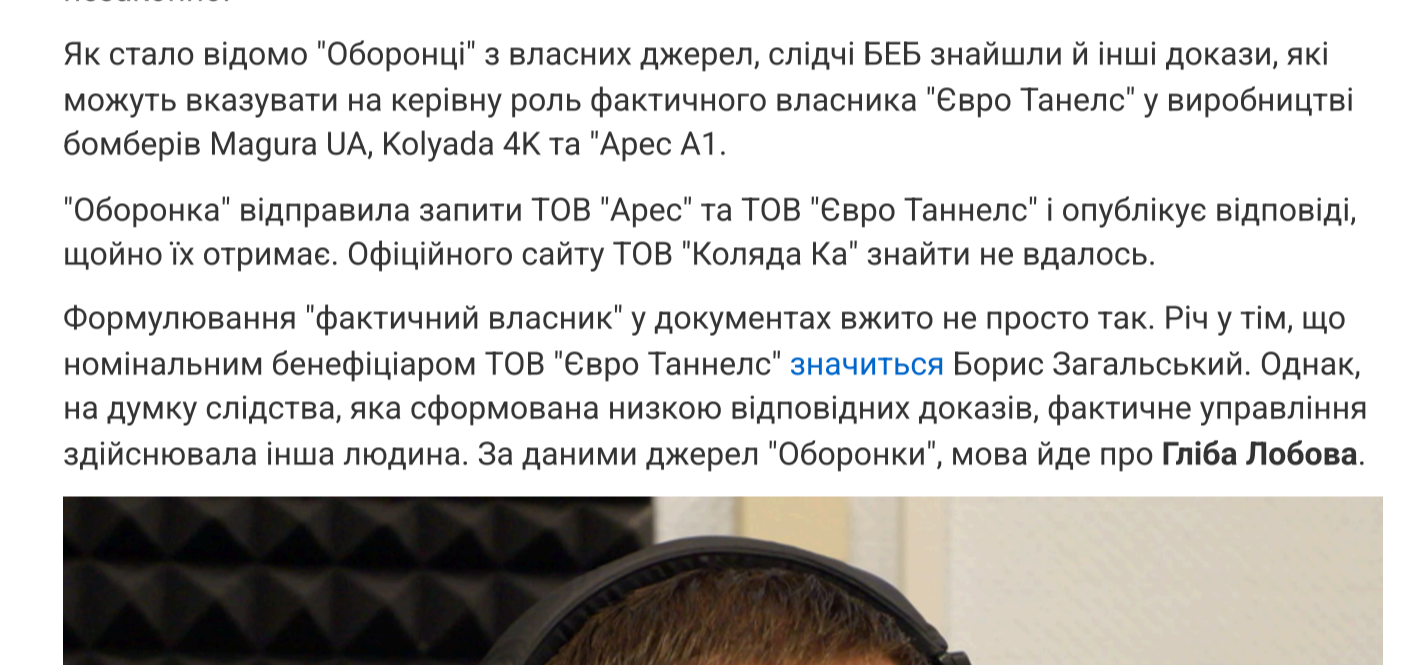 Як стало відомо "Оборонці" з власних джерел, слідчі БЕБ знайшли й інші докази, які
можуть вказувати на керівну роль фактичного власника "Євро Танелс" у виробництві
бомберів Magura UA, Kolyada 4K та "Арес А1.
"Оборонка" відправила запити ТОВ "Арес" та ТОВ "Євро Таннелс" і опублікує відповіді,
щойно їх отримає. Офіційного сайту ТОВ "Коляда Ка" знайти не вдалось.
Формулювання "фактичний власник" у документах вжито не просто так. Річ у тім, що
номінальним бенефіціаром ТОВ "Євро Таннелс" значиться Борис Загальський. Однак,
на думку слідства, яка сформована низкою відповідних доказів, фактичне управління
здійснювала інша людина. За даними джерел "Оборонки", мова йде про Гліба Лобова.